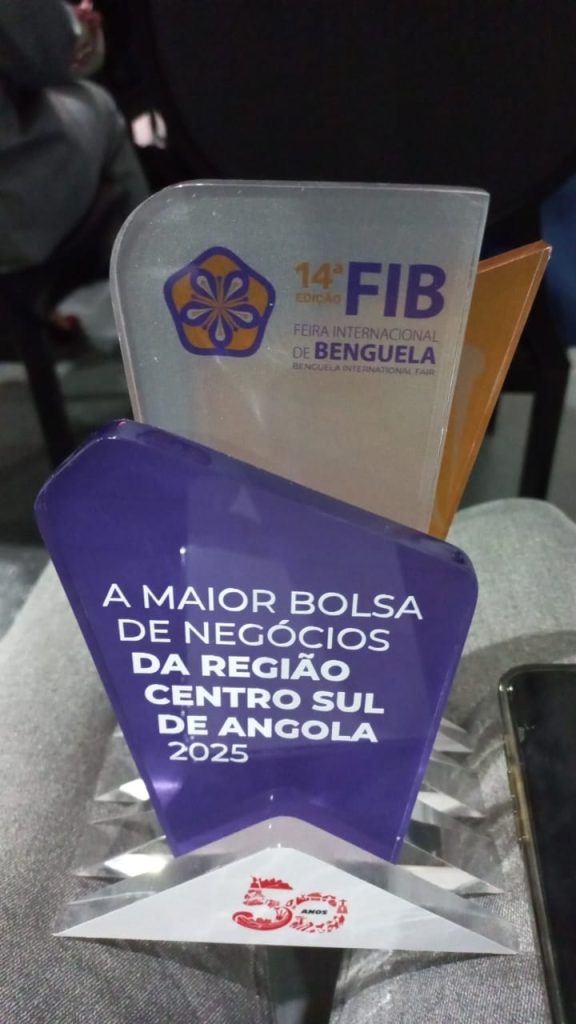 14ª
EDIÇÃO
FIB
FEIRA INTERNACIONAL
DE BENGUELA
BENGUELA INTERNATIONAL FAIR
A MAIOR BOLSA
DE NEGÓCIOS
DA REGIÃO
CENTRO SUL
DE ANGOLA
2025
50
ANOS